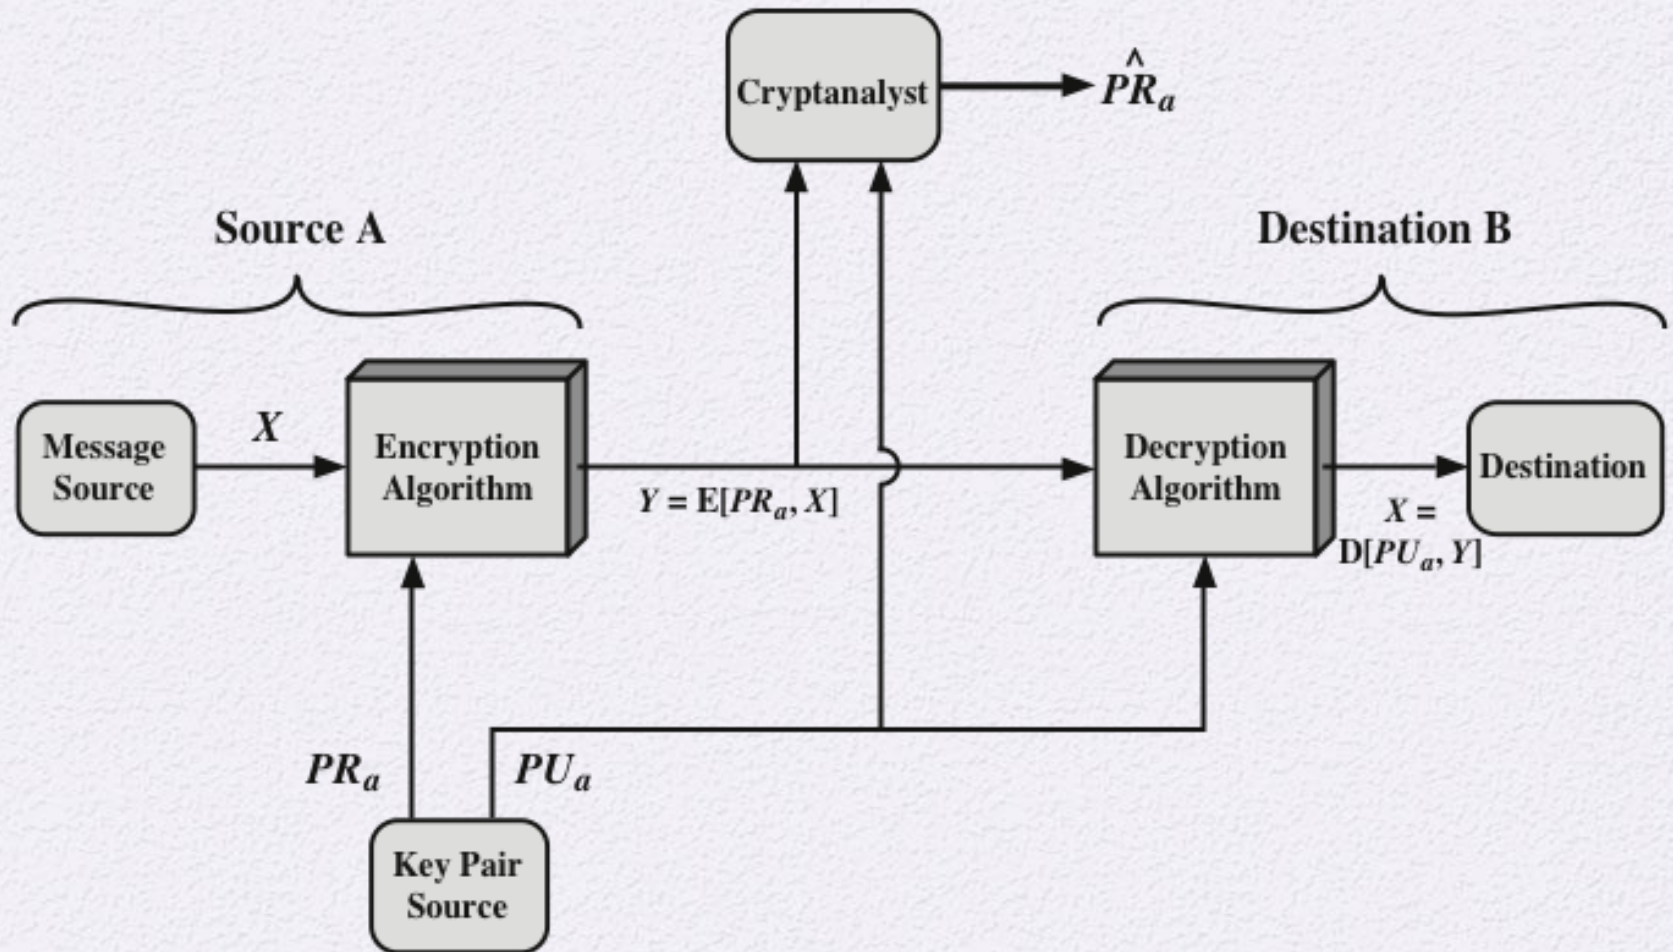 Cryptanalyst
P̂Rₐ
Source A
Destination B
Message
Source
X
Encryption
Algorithm
Y = E[PRₐ, X]
Decryption
Algorithm
X =
D[PUₐ, Y]
Destination
PRₐ
PUₐ
Key Pair
Source